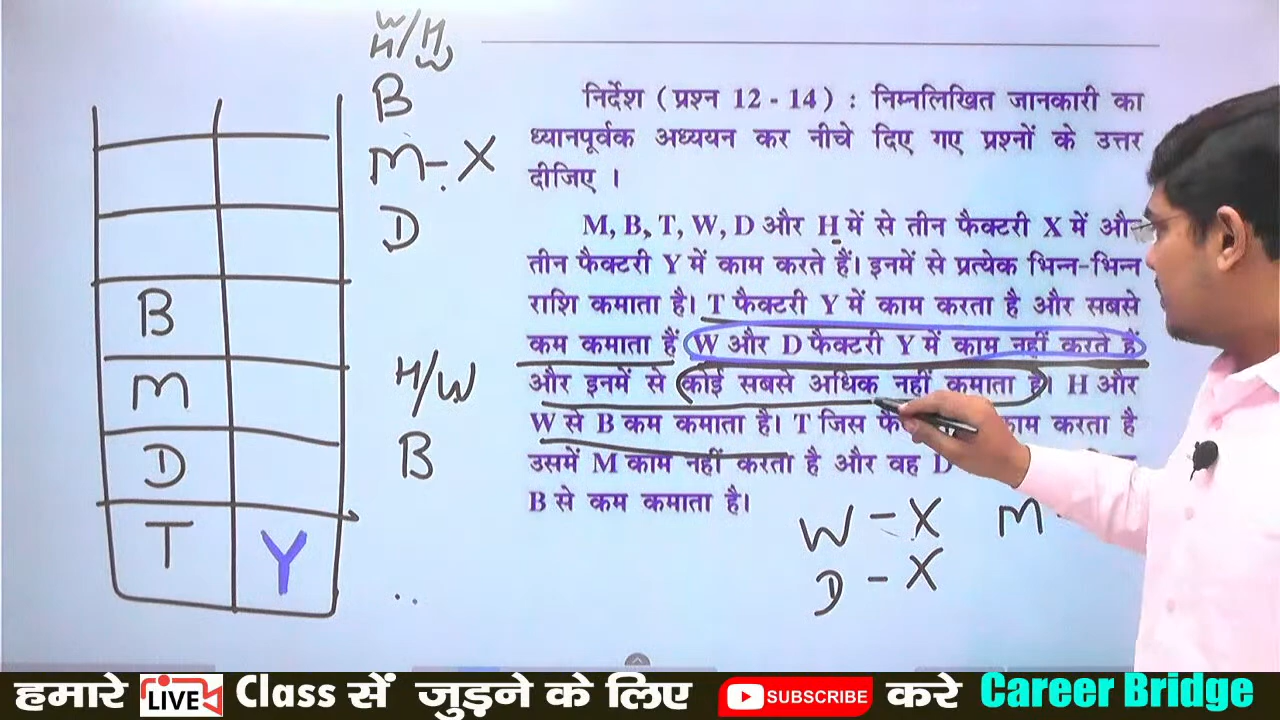 W
H/H
W
B
M - X
D
B
M
D
T Y
H/W
B
निर्देश ( प्रश्न 12 - 14 ) : निम्नलिखित जानकारी का
ध्यानपूर्वक अध्ययन कर नीचे दिए गए प्रश्नों के उत्तर
दीजिए ।
M, B, T, W, D और H में से तीन फैक्टरी X में और
तीन फैक्टरी Y में काम करते हैं। इनमें से प्रत्येक भिन्न-भिन्न
राशि कमाता है। T फैक्टरी Y में काम करता है और सबसे
कम कमाता हैं W और D फैक्टरी Y में काम नहीं करते हैं
और इनमें से कोई सबसे अधिक नहीं कमाता है। H और
W से B कम कमाता है। T जिस काम करता है
उसमें M काम नहीं करता है और वह D
B से कम कमाता है।
W - X M
D - X
हमारे LIVE Class सें जुड़ने के लिए SUBSCRIBE करे Career Bridge